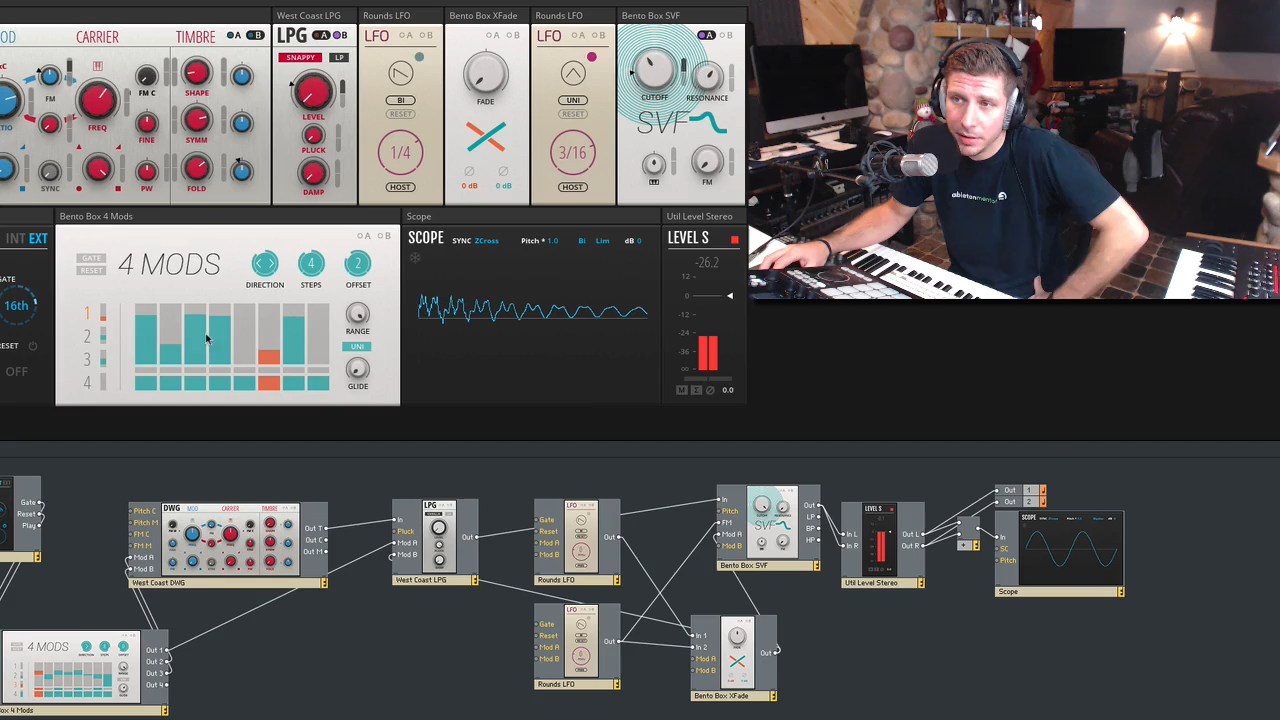 West Coast LPG
Rounds LFO
Bento Box XFade
Rounds LFO
Bento Box SVF
CARRIER
TIMBRE
A B
LPG
A B
LFO
A B
A B
LFO
A B
A
SNAPPY
LP
FM
FM C
SHAPE
FREQ
LEVEL
BI
RESET
FADE
UNI
RESET
CUTOFF
RESONANCE
SVF
FINE
SYMM
PLUCK
1/4
3/16
SYNC
PW
FOLD
DAMP
HOST
0 dB
0 dB
HOST
FM
Bento Box 4 Mods
Scope
Util Level Stereo
INT EXT
A B
GATE
RESET
4 MODS
DIRECTION
4
STEPS
2
OFFSET
SCOPE
SYNC ZCross
Pitch * 1.0
Bi
Lim
dB 0
LEVEL S
-26.2
GATE
16th
RESET
OFF
1
2
3
4
RANGE
UNI
GLIDE
12
0
-12
-24
-36
0.0
ableton
Gate
Reset
Play
Pitch C
Pitch M
FM C
FM M
Mod A
Mod B
DWG
MOD
CARRIER
TIMBRE
Out T
Out C
Out M
West Coast DWG
In
Pluck
Mod A
Mod B
LPG
Out
West Coast LPG
Gate
Reset
Mod A
Mod B
LFO
Out
Rounds LFO
In
Pitch
FM
Mod A
Mod B
SVF
Out
LP
BP
HP
Bento Box SVF
In L
In R
LEVEL S
Out L
Out R
Util Level Stereo
+
Out 1
Out 2
In
SC
Pitch
SCOPE
Scope
4 MODS
Out 1
Out 2
Out 3
Out 4
Box 4 Mods
Gate
Reset
Mod A
Mod B
LFO
Out
Rounds LFO
In 1
In 2
Mod A
Mod B
Out
Bento Box XFade